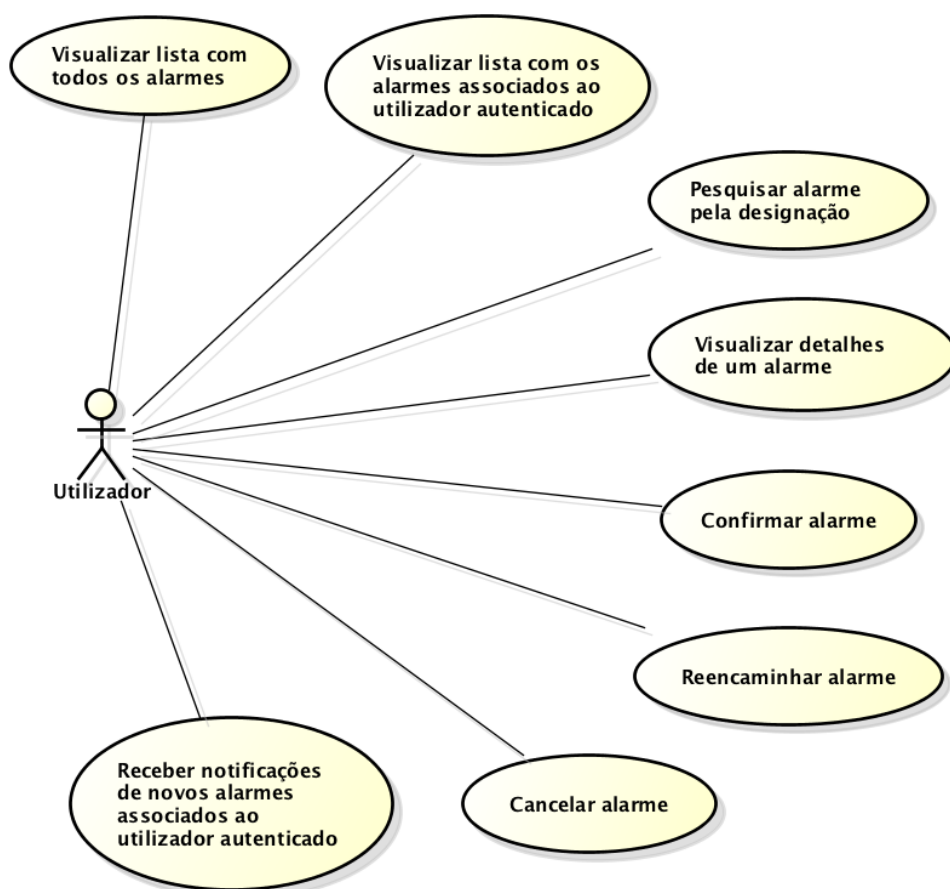 Visualizar lista com
todos os alarmes
Visualizar lista com os
alarmes associados ao
utilizador autenticado
Pesquisar alarme
pela designação
Visualizar detalhes
de um alarme
Utilizador
Confirmar alarme
Reencaminhar alarme
Receber notificações
de novos alarmes
associados ao
utilizador autenticado
Cancelar alarme